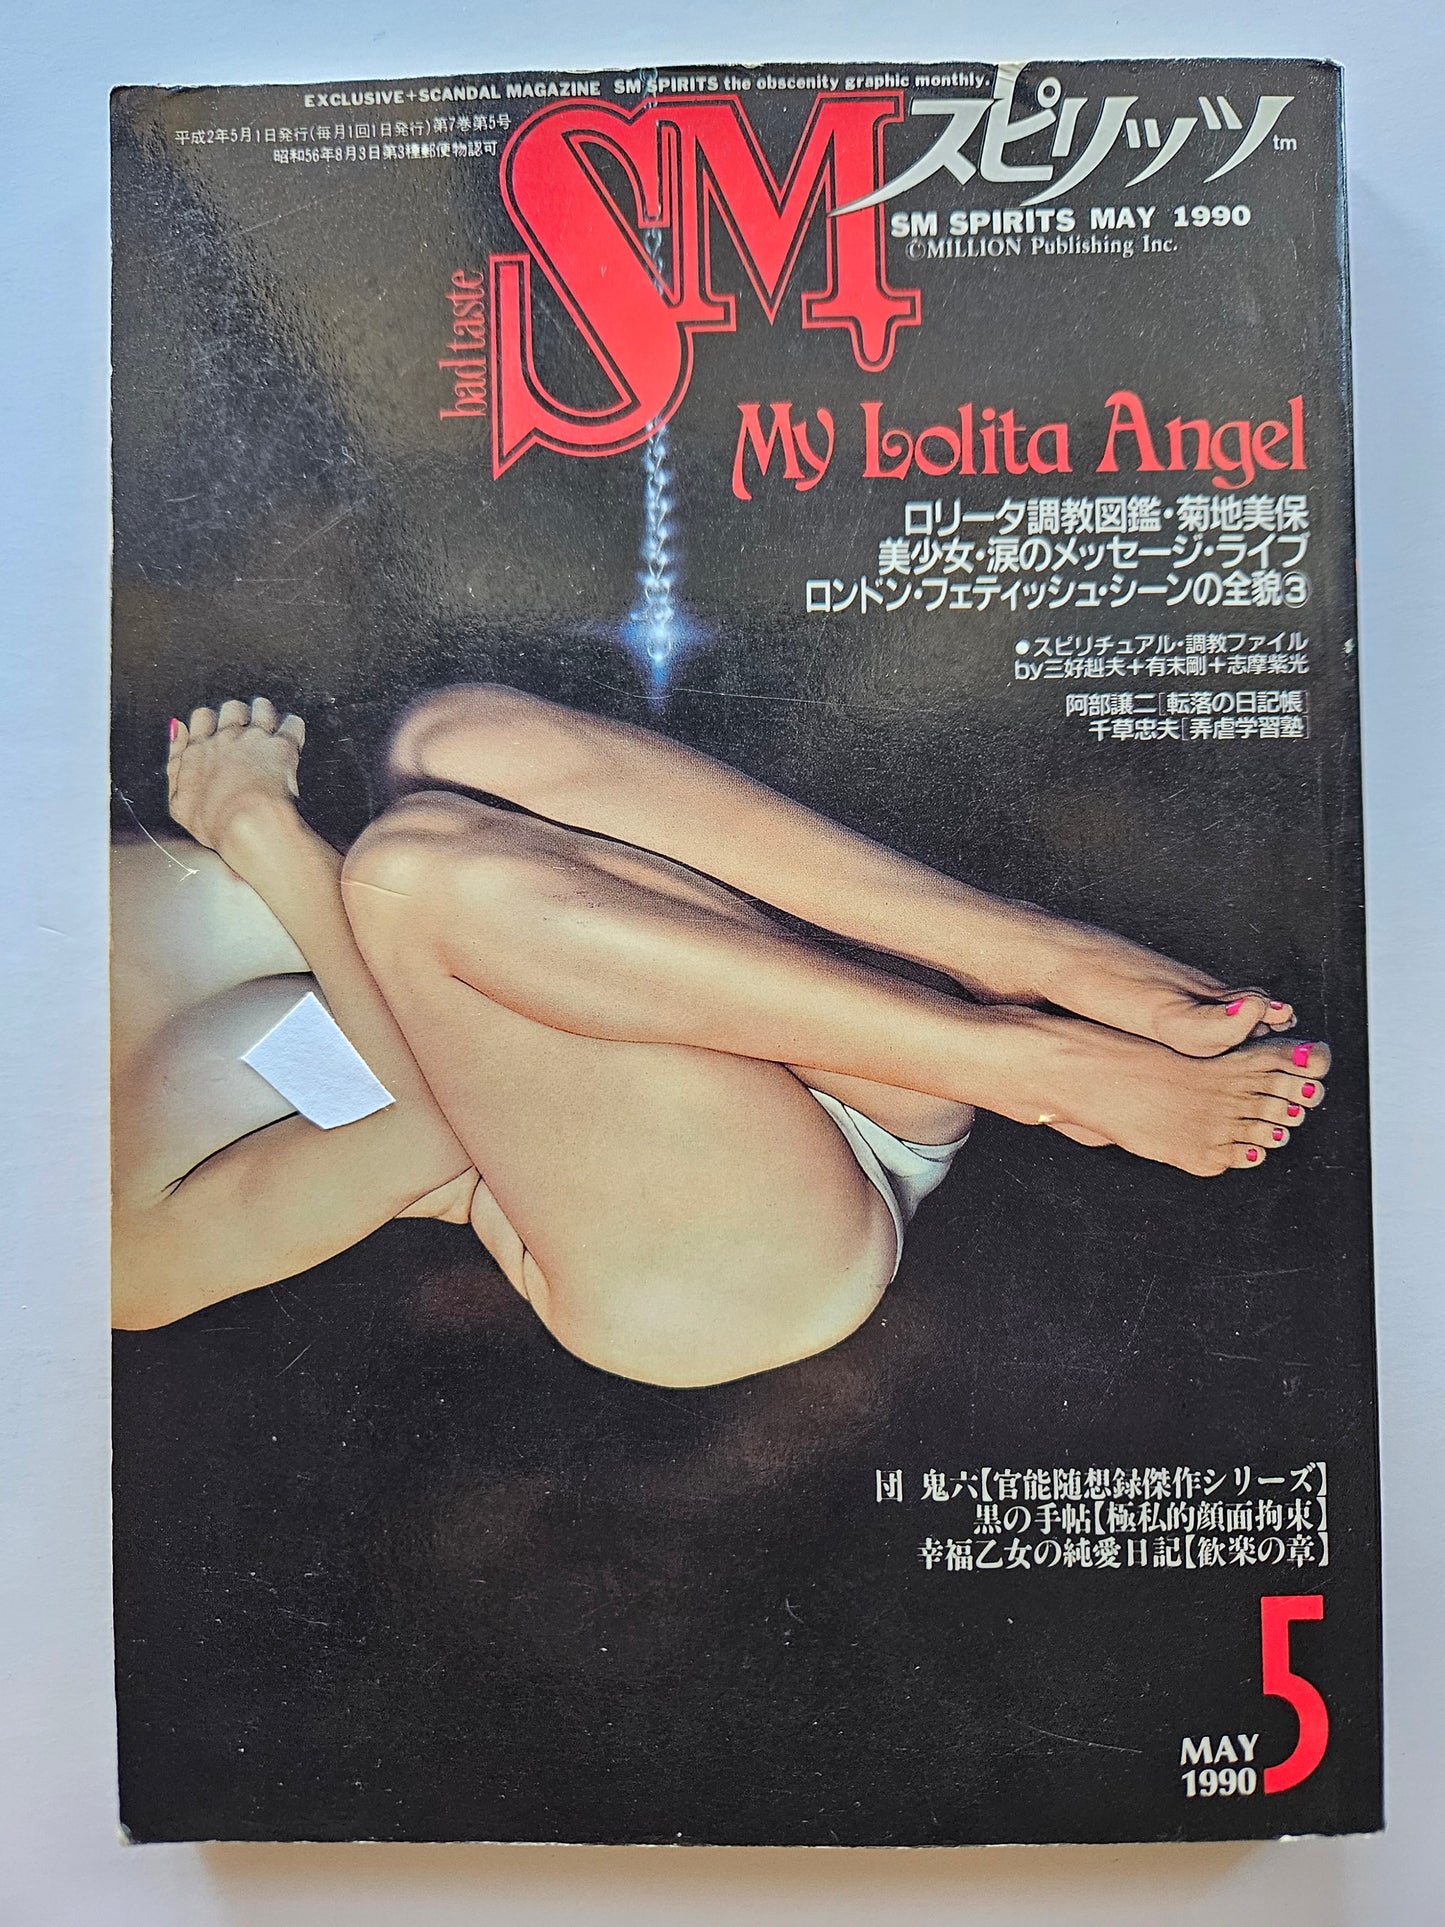 EXCLUSIVE+SCANDAL MAGAZINE SM SPIRITS the obscenity graphic monthly.
平成2年5月1日発行(毎月1回1日発行)第7巻第5号
昭和56年8月3日第3種郵便物認可
SMスピリッツtm
SM SPIRITS MAY 1990
©MILLION Publishing Inc.
bad taste
My Lolita Angel
ロリータ調教図鑑・菊地美保
美少女・涙のメッセージ・ライブ
ロンドン・フェティッシュ・シーンの全貌③
●スピリチュアル・調教ファイル
by三好赳夫+有末剛+志摩紫光
阿部譲二[転落の日記帳]
千草忠夫[弄虐学習塾]
団 鬼六【官能随想録傑作シリーズ】
黒の手帖【極私的顔面拘束】
幸福乙女の純愛日記【歓楽の章】
5
MAY
1990